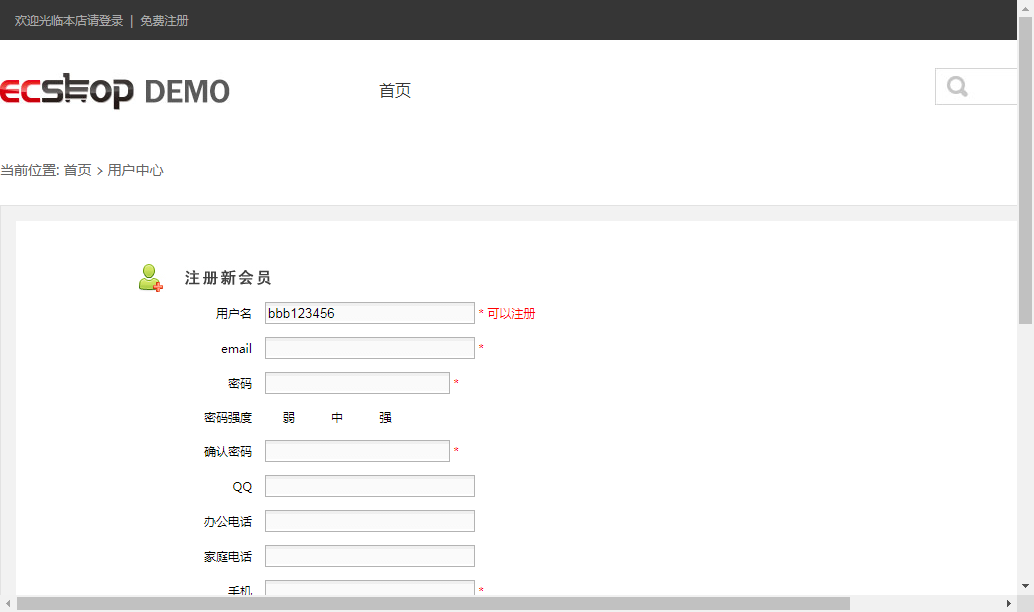 欢迎光临本店请登录 | 免费注册
ECSHOP DEMO
首页
当前位置: 首页 > 用户中心
注册新会员
用户名 bbb123456 * 可以注册
email *
密码 *
密码强度 弱 中 强
确认密码 *
QQ
办公电话
家庭电话
手机 *